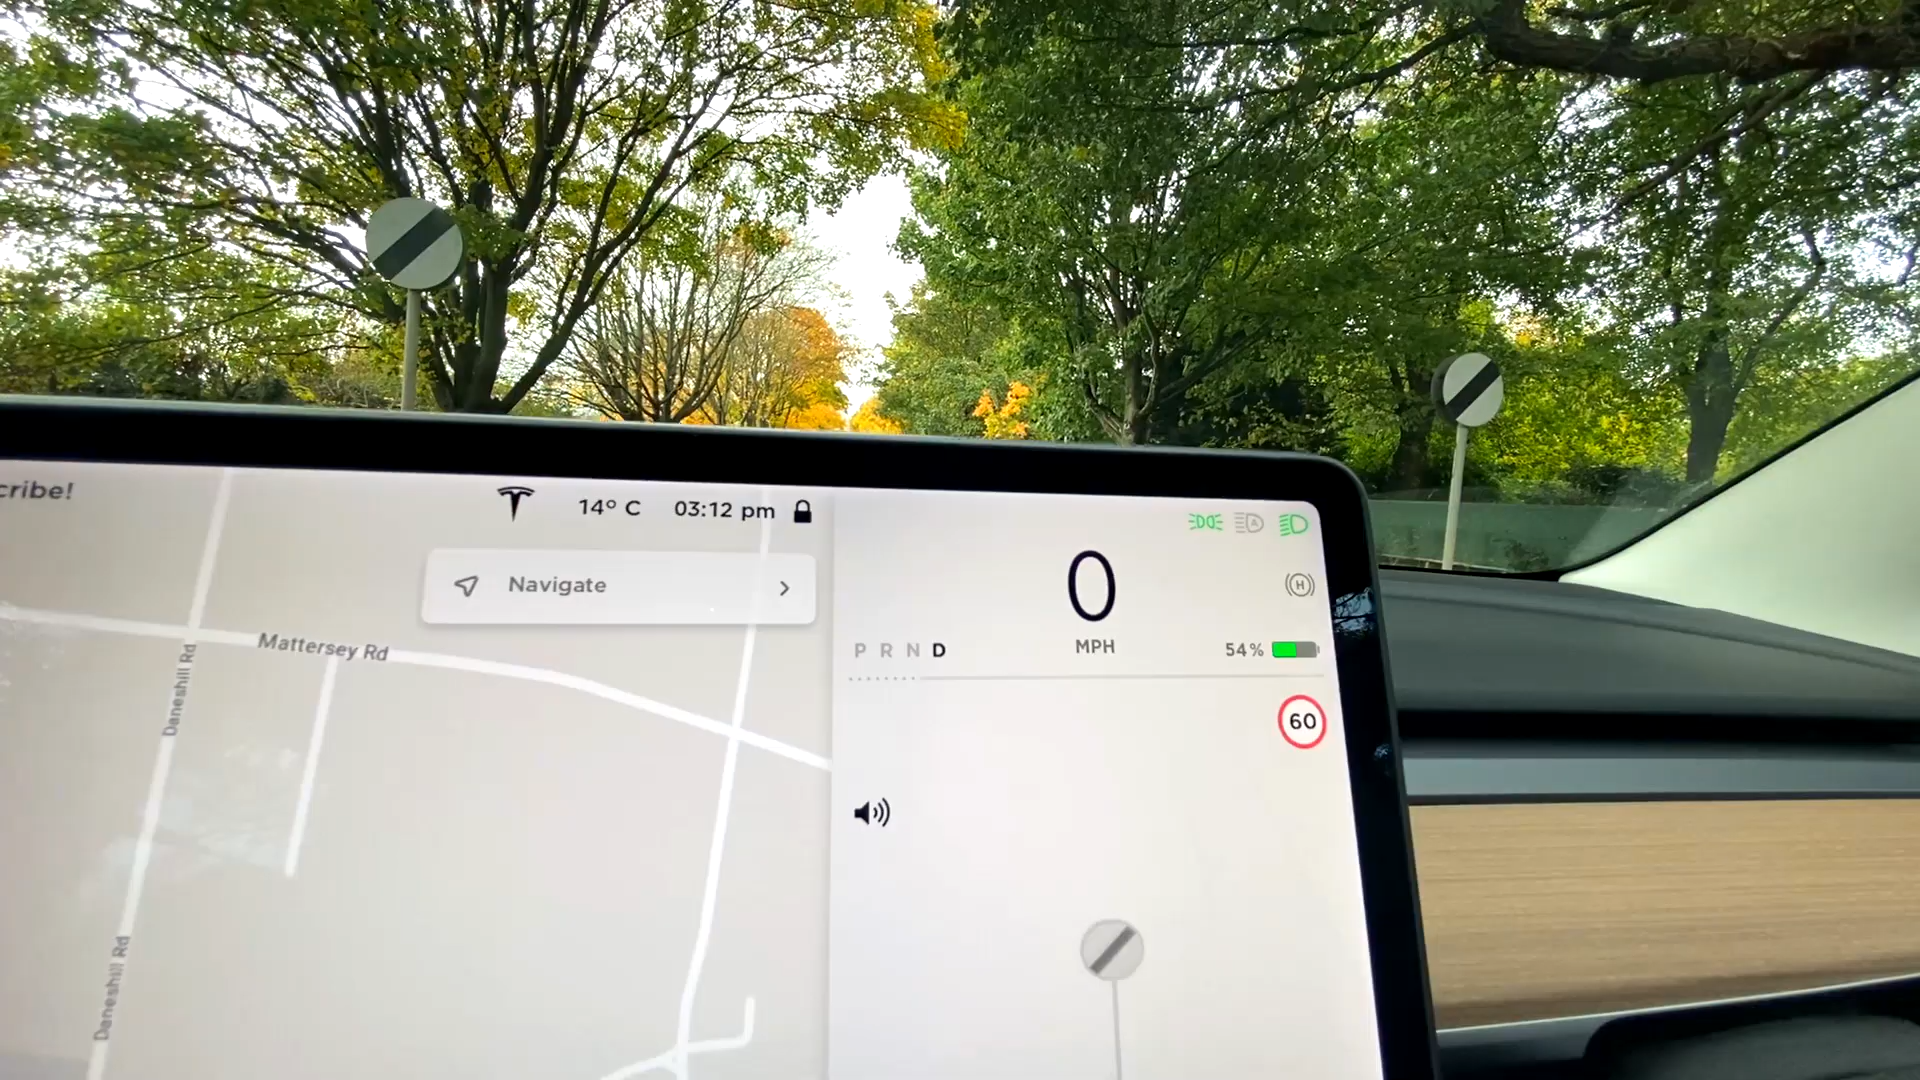 cribe!
14° C 03:12 pm
Navigate
Mattersey Rd
Daneshill Rd
Daneshill Rd
A
0
MPH
H
P R N D
54%
60